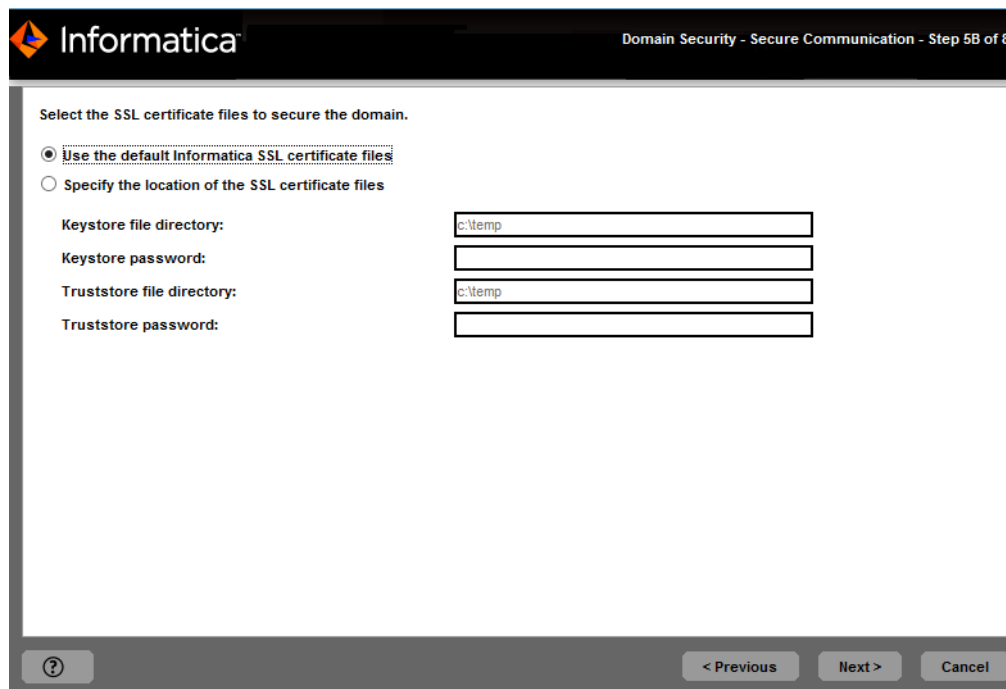 Informatica
Domain Security - Secure Communication - Step 5B of 8
Select the SSL certificate files to secure the domain.
Use the default Informatica SSL certificate files
Specify the location of the SSL certificate files
Keystore file directory: c:\temp
Keystore password:
Truststore file directory: c:\temp
Truststore password:
? < Previous Next > Cancel